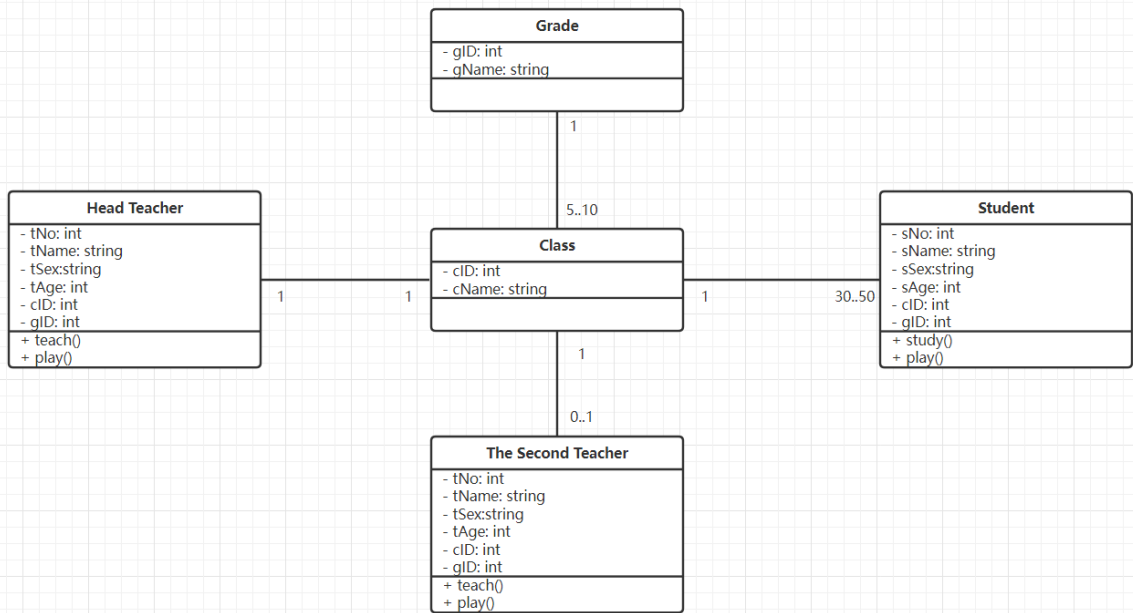 Grade
- gID: int
- gName: string
1
5..10
Head Teacher
- tNo: int
- tName: string
- tSex:string
- tAge: int
- cID: int
- gID: int
+ teach()
+ play()
1
1
Class
- cID: int
- cName: string
1
30..50
Student
- sNo: int
- sName: string
- sSex:string
- sAge: int
- cID: int
- gID: int
+ study()
+ play()
1
0..1
The Second Teacher
- tNo: int
- tName: string
- tSex:string
- tAge: int
- cID: int
- gID: int
+ teach()
+ play()